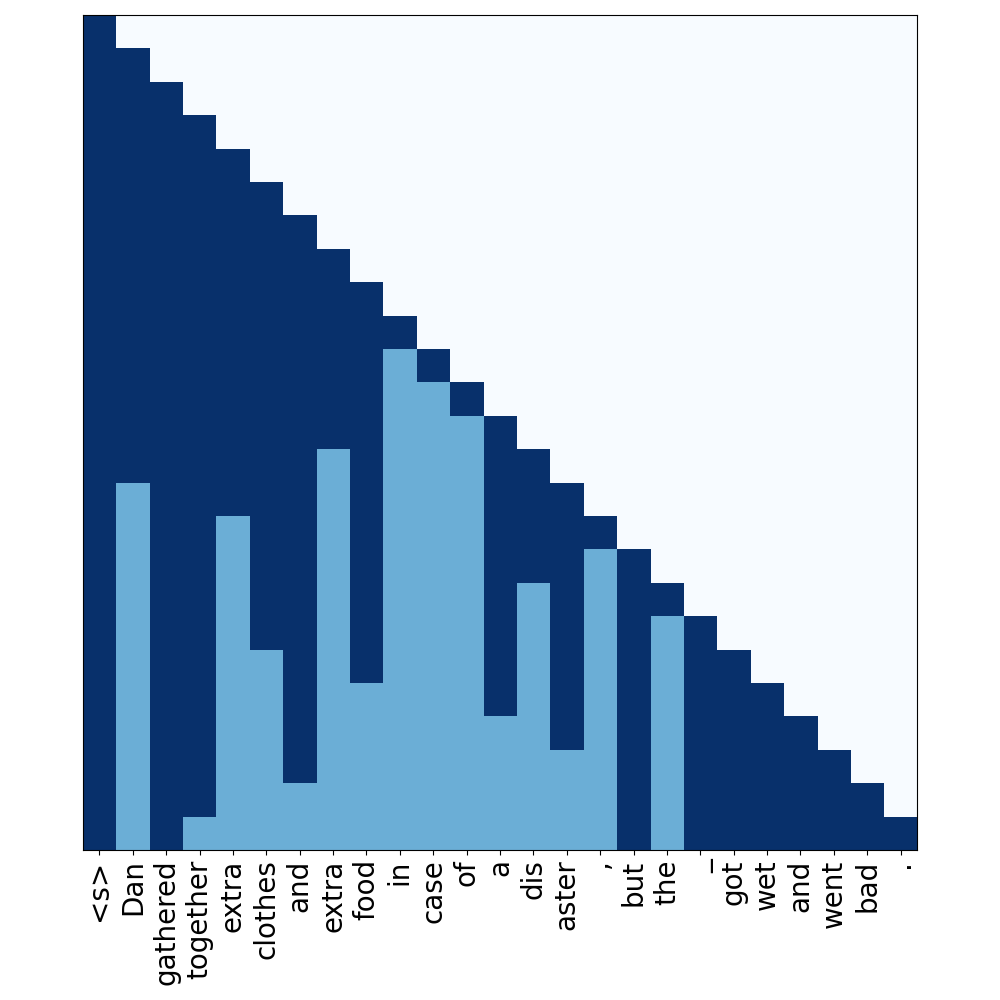 <s>
Dan
gathered
together
extra
clothes
and
extra
food
in
case
of
a
dis
aster
,
but
the
_
got
wet
and
went
bad
.